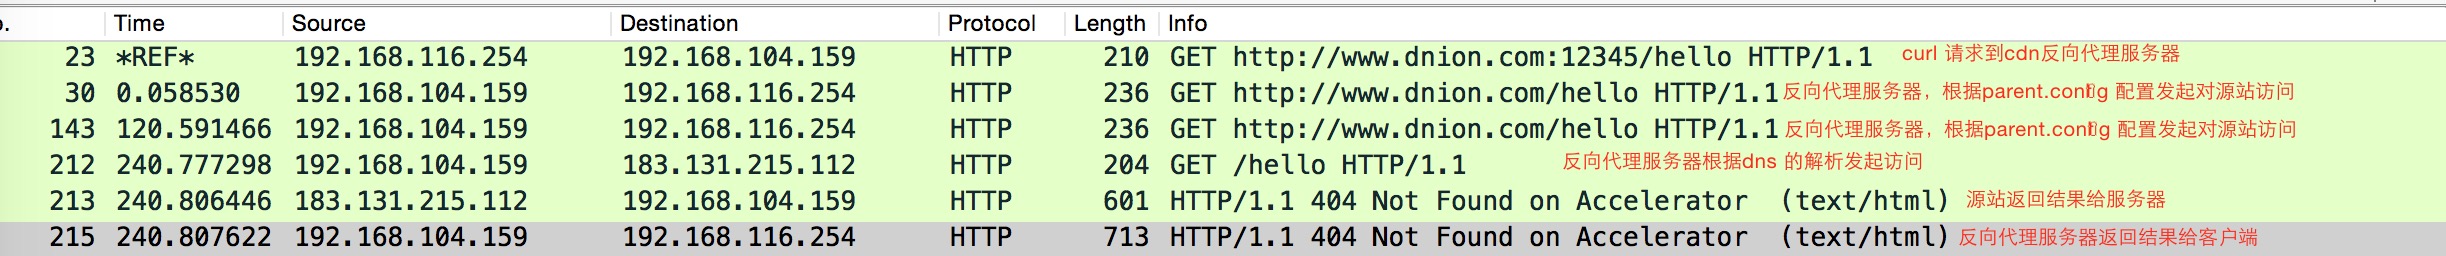 . Time Source Destination Protocol Length Info
23 *REF* 192.168.116.254 192.168.104.159 HTTP 210 GET http://www.dnion.com:12345/hello HTTP/1.1 curl 请求到cdn反向代理服务器
30 0.058530 192.168.104.159 192.168.116.254 HTTP 236 GET http://www.dnion.com/hello HTTP/1.1 反向代理服务器，根据parent.config 配置发起对源站访问
143 120.591466 192.168.104.159 192.168.116.254 HTTP 236 GET http://www.dnion.com/hello HTTP/1.1 反向代理服务器，根据parent.config 配置发起对源站访问
212 240.777298 192.168.104.159 183.131.215.112 HTTP 204 GET /hello HTTP/1.1 反向代理服务器根据dns 的解析发起访问
213 240.806446 183.131.215.112 192.168.104.159 HTTP 601 HTTP/1.1 404 Not Found on Accelerator (text/html) 源站返回结果给服务器
215 240.807622 192.168.104.159 192.168.116.254 HTTP 713 HTTP/1.1 404 Not Found on Accelerator (text/html) 反向代理服务器返回结果给客户端